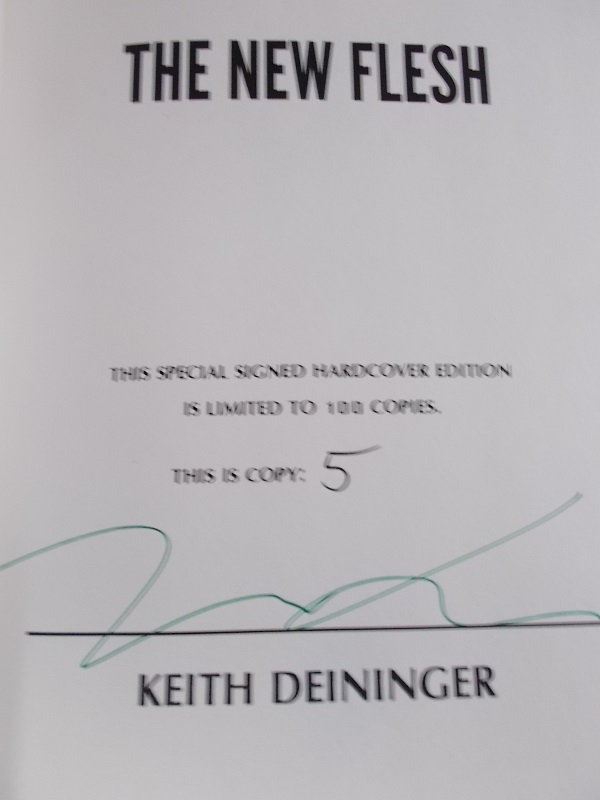 THE NEW FLESH
THIS SPECIAL SIGNED HARDCOVER EDITION
IS LIMITED TO 100 COPIES.
THIS IS COPY: 5
KEITH DEININGER